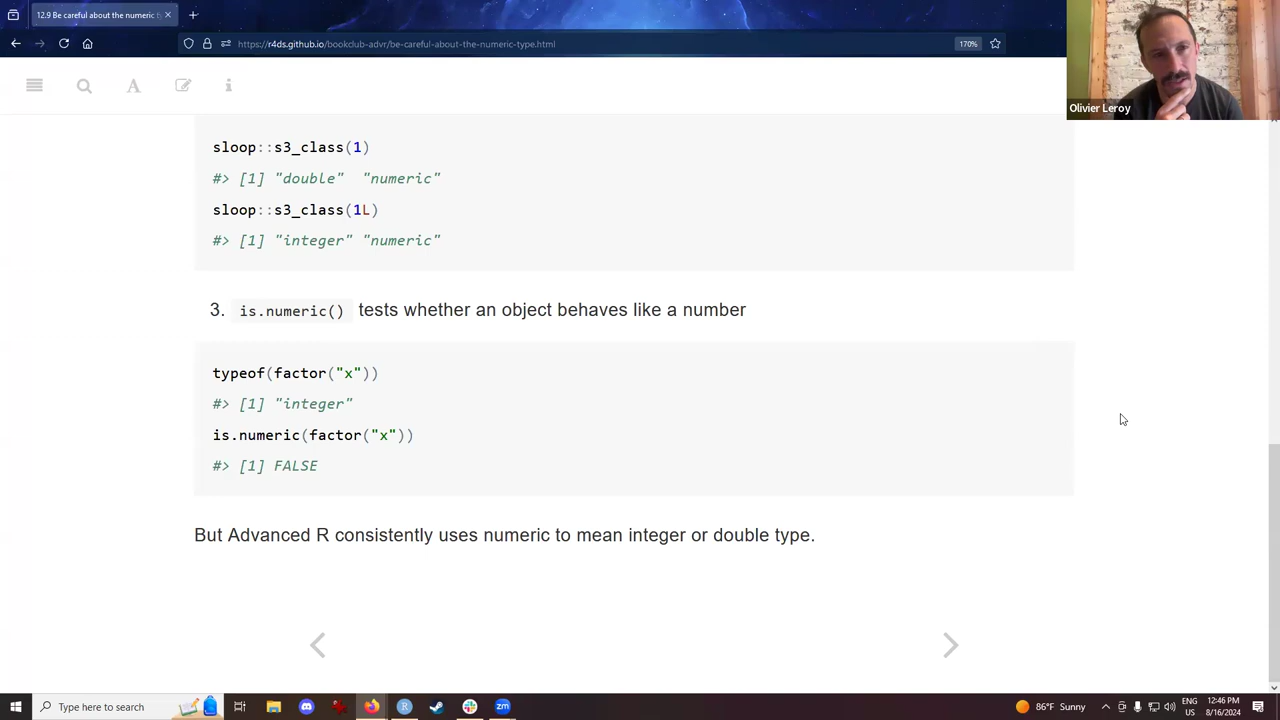 12.9 Be careful about the numeric t
https://r4ds.github.io/bookclub-advr/be-careful-about-the-numeric-type.html
170%
Olivier Leroy
sloop::s3_class(1)
#> [1] "double"  "numeric"
sloop::s3_class(1L)
#> [1] "integer" "numeric"
3. is.numeric() tests whether an object behaves like a number
typeof(factor("x"))
#> [1] "integer"
is.numeric(factor("x"))
#> [1] FALSE
But Advanced R consistently uses numeric to mean integer or double type.
Type here to search
86°F Sunny
ENG
US
12:46 PM
8/16/2024